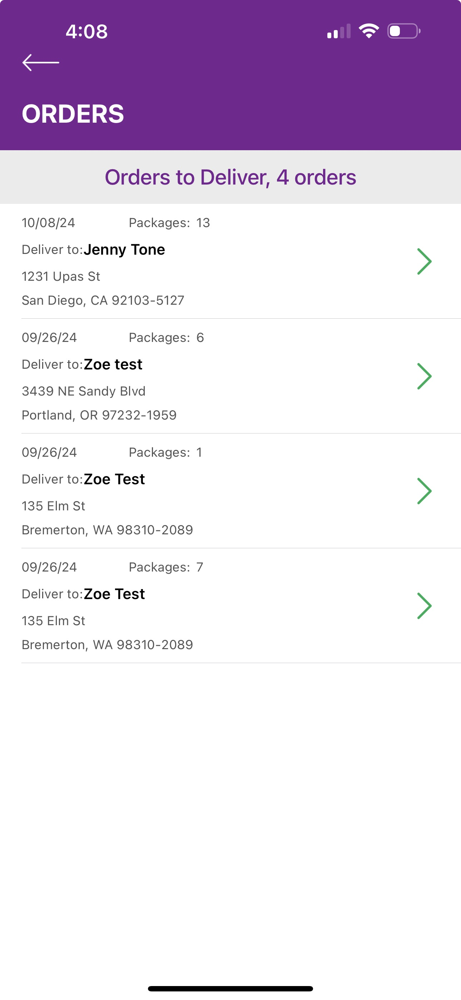 4:08
ORDERS
Orders to Deliver, 4 orders
10/08/24 Packages: 13
Deliver to:Jenny Tone
1231 Upas St
San Diego, CA 92103-5127
09/26/24 Packages: 6
Deliver to:Zoe test
3439 NE Sandy Blvd
Portland, OR 97232-1959
09/26/24 Packages: 1
Deliver to:Zoe Test
135 Elm St
Bremerton, WA 98310-2089
09/26/24 Packages: 7
Deliver to:Zoe Test
135 Elm St
Bremerton, WA 98310-2089